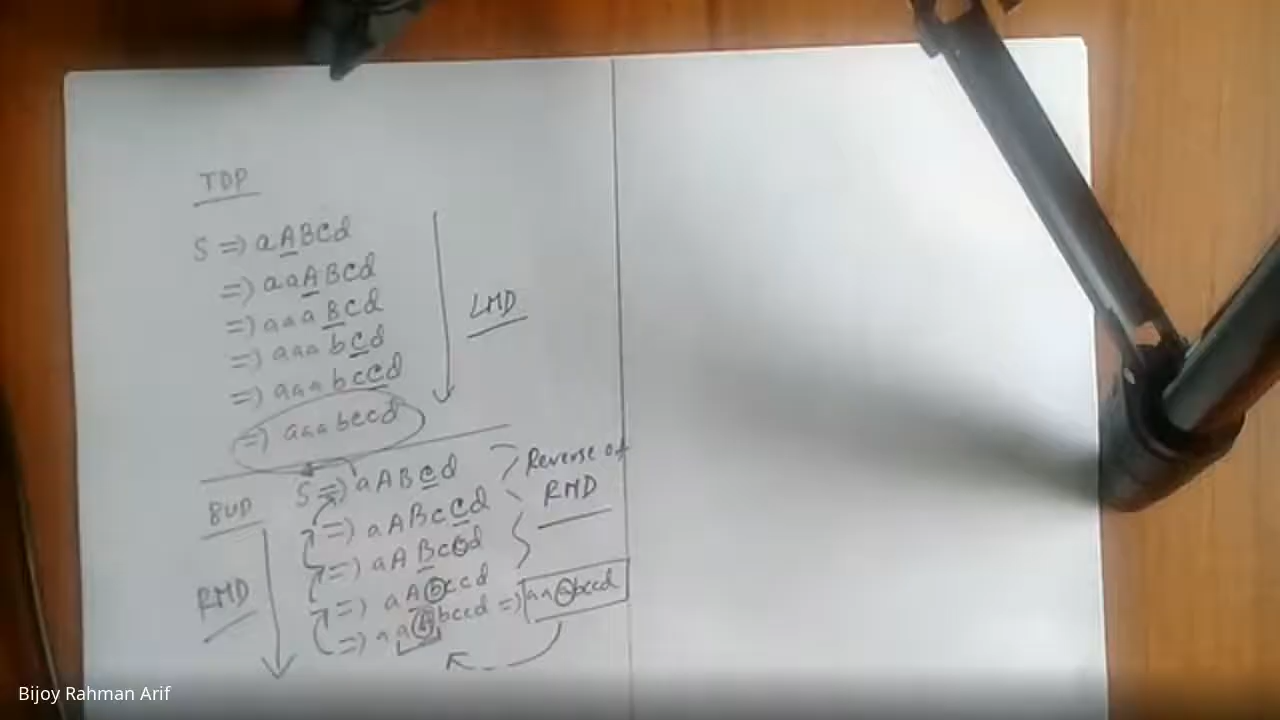 TDP
S => aABCd
=> aaABCd
=> aaaBCd
=> aaabCd
=> aaabcCd
=> aaabccd
LMD
BUP
S => aABCd
=> aABcCd
=> aABccd
=> aAbccd
=> aaAbccd => aaabccd
Reverse of
RMD
RMD
Bijoy Rahman Arif